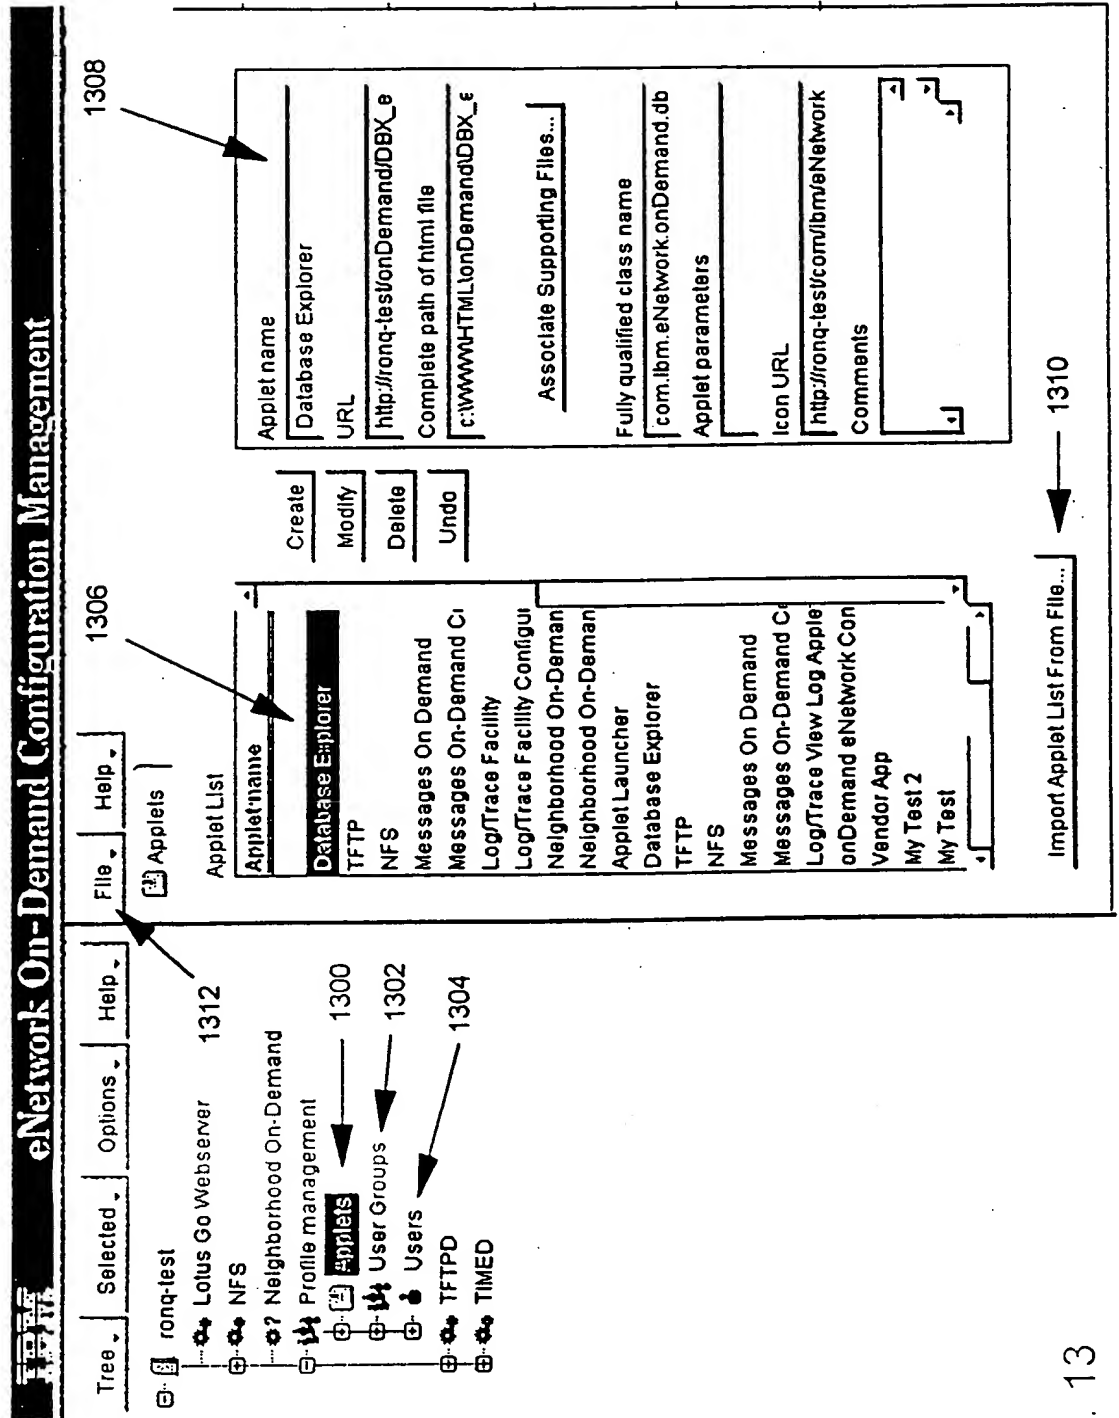 IBM
eNetwork On-Demand Configuration Management
Tree
Selected
Options
Help
ronq-test
Lotus Go Webserver
NFS
? Neighborhood On-Demand
Profile management
Applets
User Groups
Users
TFTPD
TIMED
1312
1300
1302
1304
File
Help
Applets
Applet List
Applet name
Database Explorer
TFTP
NFS
Messages On Demand
Messages On-Demand Co
Log/Trace Facility
Log/Trace Facility Configur
Neighborhood On-Deman
Neighborhood On-Deman
Applet Launcher
Database Explorer
TFTP
NFS
Messages On Demand
Messages On-Demand Co
Log/Trace View Log Apple
onDemand eNetwork Con
Vendor App
My Test 2
My Test
Import Applet List From File...
1306
Create
Modify
Delete
Undo
1308
Applet name
Database Explorer
URL
http://ronq-test/onDemand/DBX_e
Complete path of html file
c:\WWW\HTML\onDemand\DBX_e
Associate Supporting Files...
Fully qualified class name
com.ibm.eNetwork.onDemand.db
Applet parameters
Icon URL
http://ronq-test/com/ibm/eNetwork
Comments
1310
13